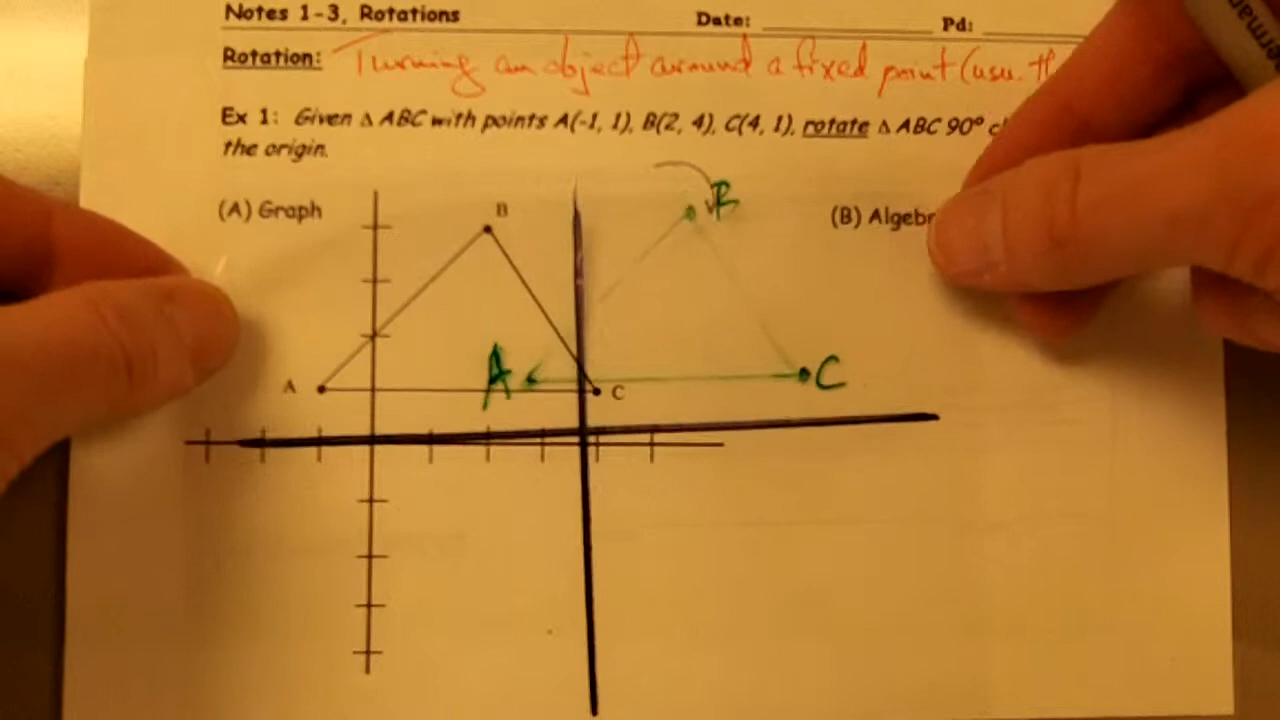 Notes 1-3, Rotations Date: Pd:
Rotation: Turning an object around a fixed point (usu. th
Ex 1: Given Δ ABC with points A(-1, 1), B(2, 4), C(4, 1), rotate Δ ABC 90° cl
the origin.
(A) Graph (B) Algebr
B B
A A C C